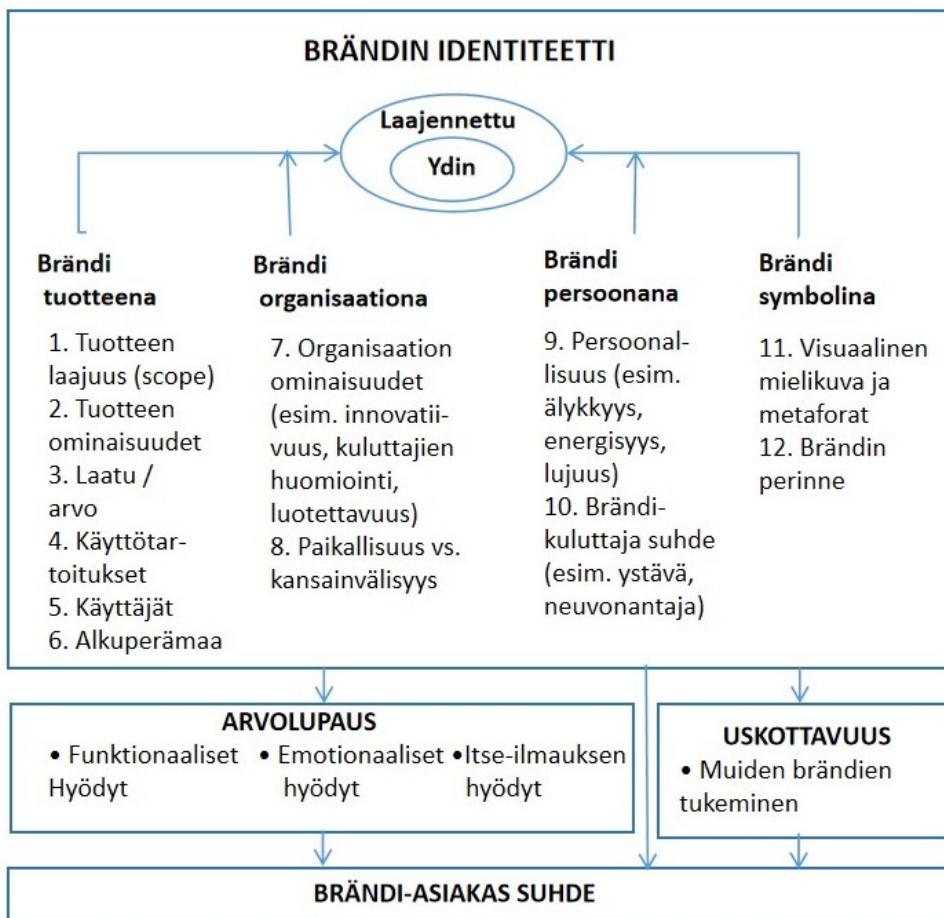 BRÄNDIN IDENTITEETTI
Laajennettu
Ydin
Brändi
tuotteena
1. Tuotteen
laajuus (scope)
2. Tuotteen
ominaisuudet
3. Laatu /
arvo
4. Käyttötar-
toitukset
5. Käyttäjät
6. Alkuperämaa
Brändi
organisaationa
7. Organisaation
ominaisuudet
(esim. innovatii-
vuus, kuluttajien
huomiointi,
luotettavuus)
8. Paikallisuus vs.
kansainvälisyys
Brändi
persoonana
9. Persoonal-
lisuus (esim.
älykkyys,
energisyys,
lujuus)
10. Brändi-
kuluttaja suhde
(esim. ystävä,
neuvonantaja)
Brändi
symbolina
11. Visuaalinen
mielikuva ja
metaforat
12. Brändin
perinne
ARVOLUPAUS
• Funktionaaliset
Hyödyt
• Emotionaaliset
hyödyt
•Itse-ilmauksen
hyödyt
USKOTTAVUUS
• Muiden brändien
tukeminen
BRÄNDI-ASIAKAS SUHDE